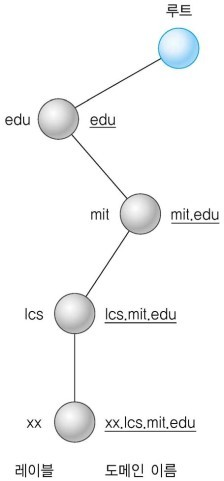 루트
edu edu
mit mit.edu
lcs lcs.mit.edu
xx xx.lcs.mit.edu
레이블 도메인 이름